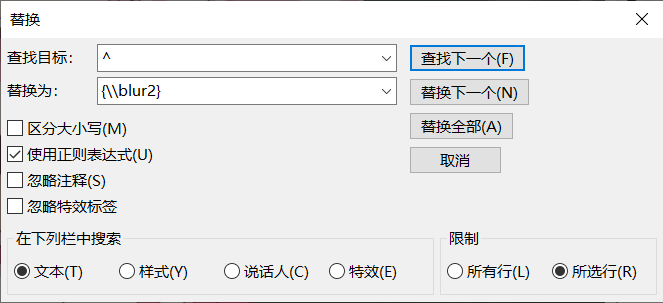 替换
查找目标: ^ 查找下一个(F)
替换为: {\\blur2} 替换下一个(N)
区分大小写(M) 替换全部(A)
使用正则表达式(U) 取消
忽略注释(S)
忽略特效标签
在下列栏中搜索 限制
文本(T) 样式(Y) 说话人(C) 特效(E) 所有行(L) 所选行(R)